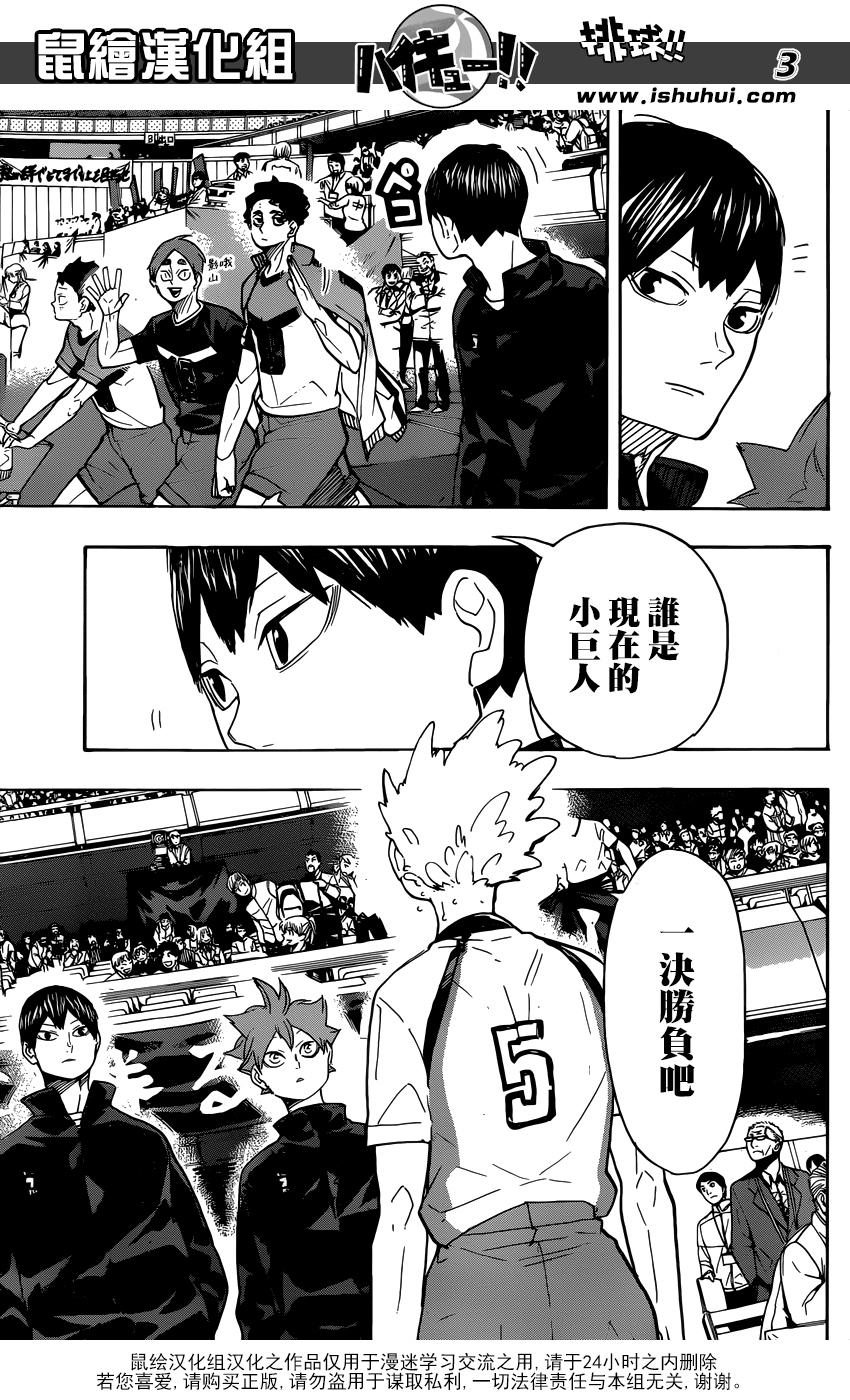 鼠繪漢化組
ハイキュー!!
排球!!
3
www.ishuhui.com
ペコ
哦
影山
誰是
現在的
小巨人
一決勝負吧
5
鼠绘汉化组汉化之作品仅用于漫迷学习交流之用,请于24小时之内删除
若您喜爱,请购买正版,请勿盗用于谋取私利,一切法律责任与本组无关,谢谢。